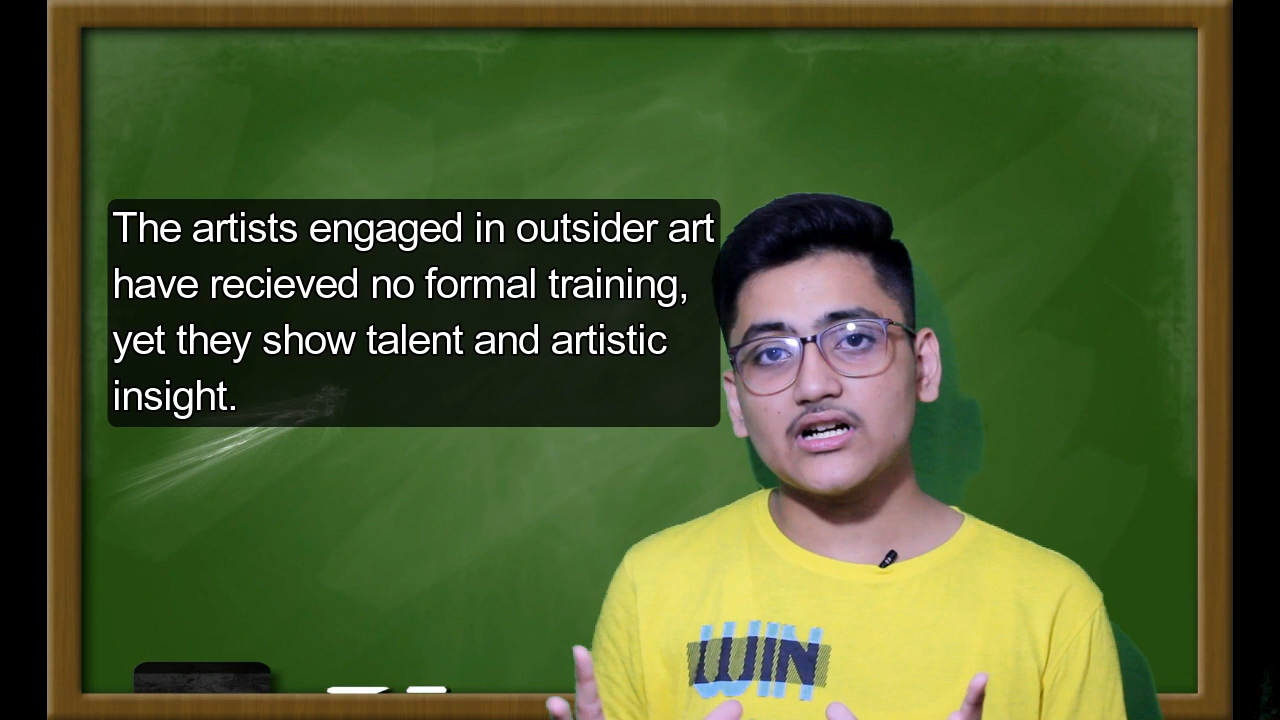 The artists engaged in outsider art
have recieved no formal training,
yet they show talent and artistic
insight.
WIN